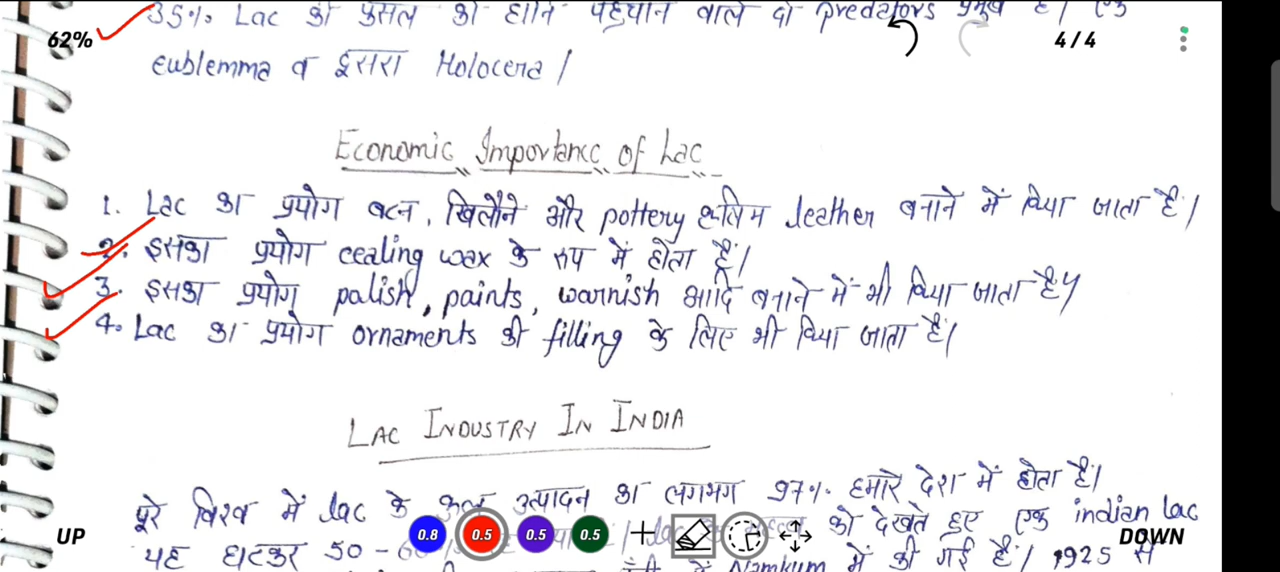 35%. Lac की फसल को हानि पहुचाने वाले दो predators प्रमुख है। एक
62%
4/4
eublemma व दूसरा Holocera।
Economic Importance of Lac
1. Lac का प्रयोग बटन, खिलौने और pottery कृतिम leather बनाने में किया जाता है।
2. इसका प्रयोग cealing wax के रुप में होता है।
3. इसका प्रयोग palish, paints, warnish आदि बनाने में भी किया जाता है।
4. Lac का प्रयोग ornaments की filling के लिए भी किया जाता है।
LAC INDUSTRY IN INDIA
पूरे विश्व में lac के कुल उत्पादन का लगभग 97%. हमारे देश में होता है।
यह घटकर 50-6 को देखते हुए एक indian lac
Namkum में की गई है। 1925 से
UP
0.8
0.5
0.5
0.5
DOWN